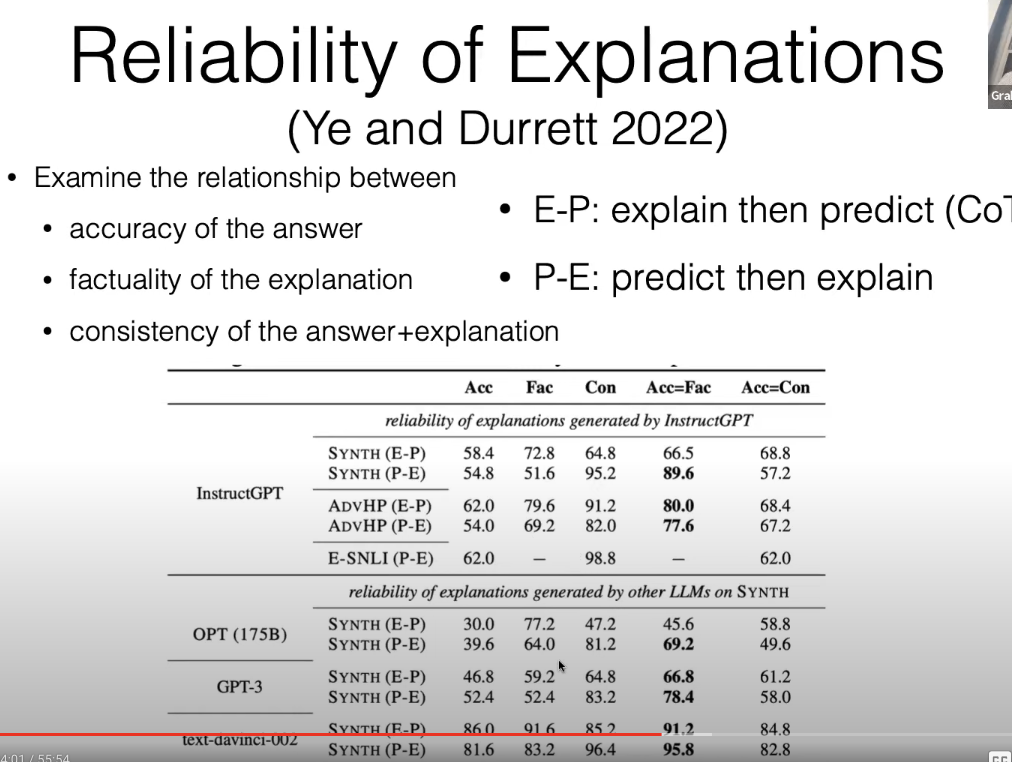 Reliability of Explanations
Gra
(Ye and Durrett 2022)
• Examine the relationship between
• accuracy of the answer
• factuality of the explanation
• consistency of the answer+explanation
• E-P: explain then predict (CoT
• P-E: predict then explain
Acc Fac Con Acc=Fac Acc=Con
reliability of explanations generated by InstructGPT
InstructGPT
SYNTH (E-P) 58.4 72.8 64.8 66.5 68.8
SYNTH (P-E) 54.8 51.6 95.2 89.6 57.2
ADVHP (E-P) 62.0 79.6 91.2 80.0 68.4
ADVHP (P-E) 54.0 69.2 82.0 77.6 67.2
E-SNLI (P-E) 62.0 – 98.8 – 62.0
reliability of explanations generated by other LLMs on SYNTH
OPT (175B)
SYNTH (E-P) 30.0 77.2 47.2 45.6 58.8
SYNTH (P-E) 39.6 64.0 81.2 69.2 49.6
GPT-3
SYNTH (E-P) 46.8 59.2 64.8 66.8 61.2
SYNTH (P-E) 52.4 52.4 83.2 78.4 58.0
text-davinci-002
SYNTH (E-P) 86.0 91.6 85.2 91.2 84.8
SYNTH (P-E) 81.6 83.2 96.4 95.8 82.8
4:01 / 55:54